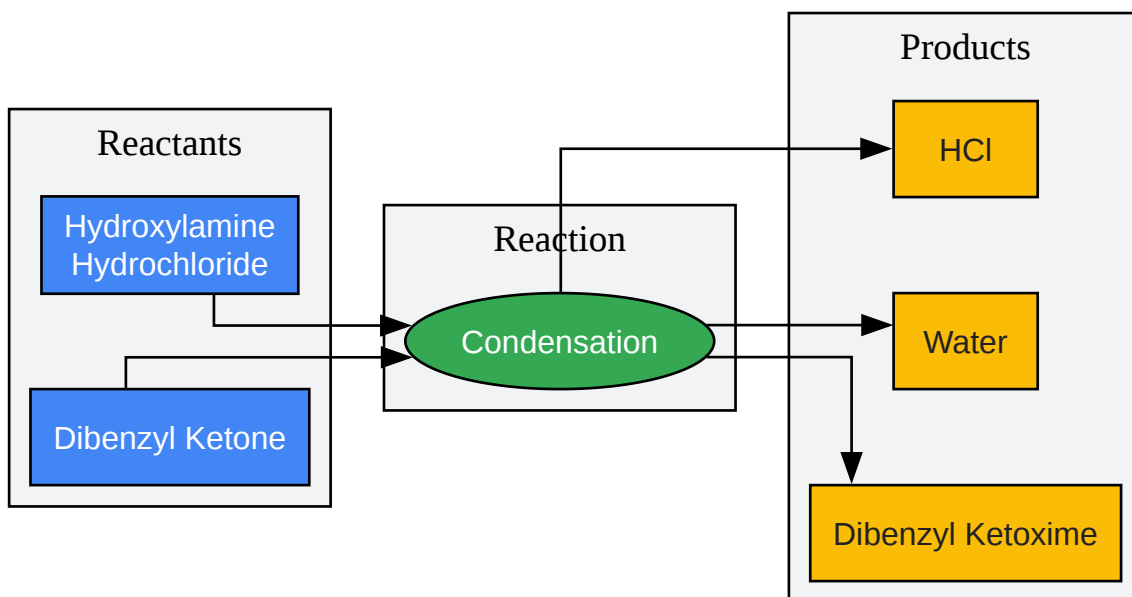 Reactants
Hydroxylamine
Hydrochloride
Dibenzyl Ketone
Reaction
Condensation
Products
HCl
Water
Dibenzyl Ketoxime